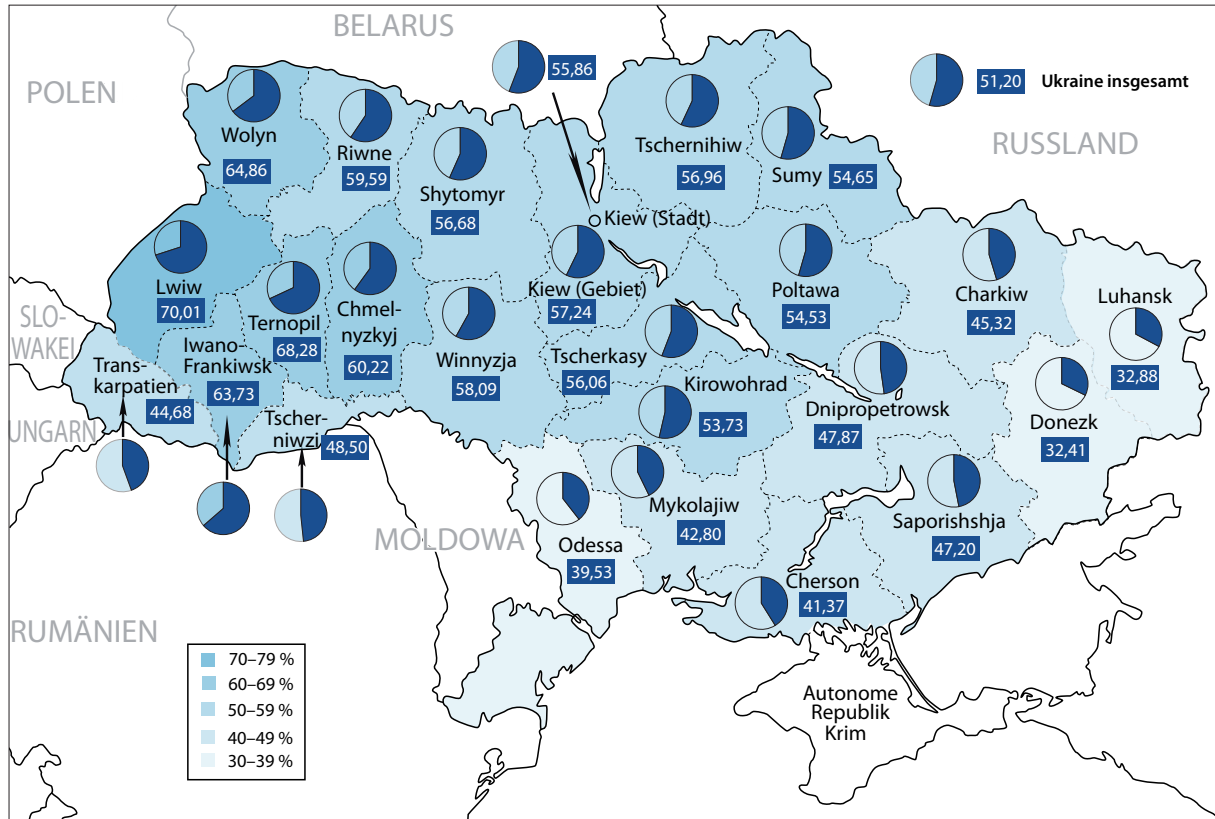 BELARUS
POLEN
RUSSLAND
SLO-
WAKEI
UNGARN
RUMÄNIEN
MOLDOWA
55,86
51,20 Ukraine insgesamt
Wolyn
64,86
Riwne
59,59
Shytomyr
56,68
Tschernihiw
56,96
Sumy
54,65
Kiew (Stadt)
Kiew (Gebiet)
57,24
Lwiw
70,01
Ternopil
68,28
Chmel-
nyzkyj
60,22
Winnyzja
58,09
Tscherkasy
56,06
Poltawa
54,53
Charkiw
45,32
Luhansk
32,88
Trans-
karpatien
44,68
Iwano-
Frankiwsk
63,73
Tscher-
niwzi
48,50
Kirowohrad
53,73
Dnipropetrowsk
47,87
Donezk
32,41
Odessa
39,53
Mykolajiw
42,80
Cherson
41,37
Saporishshja
47,20
Autonome
Republik
Krim
70–79 %
60–69 %
50–59 %
40–49 %
30–39 %